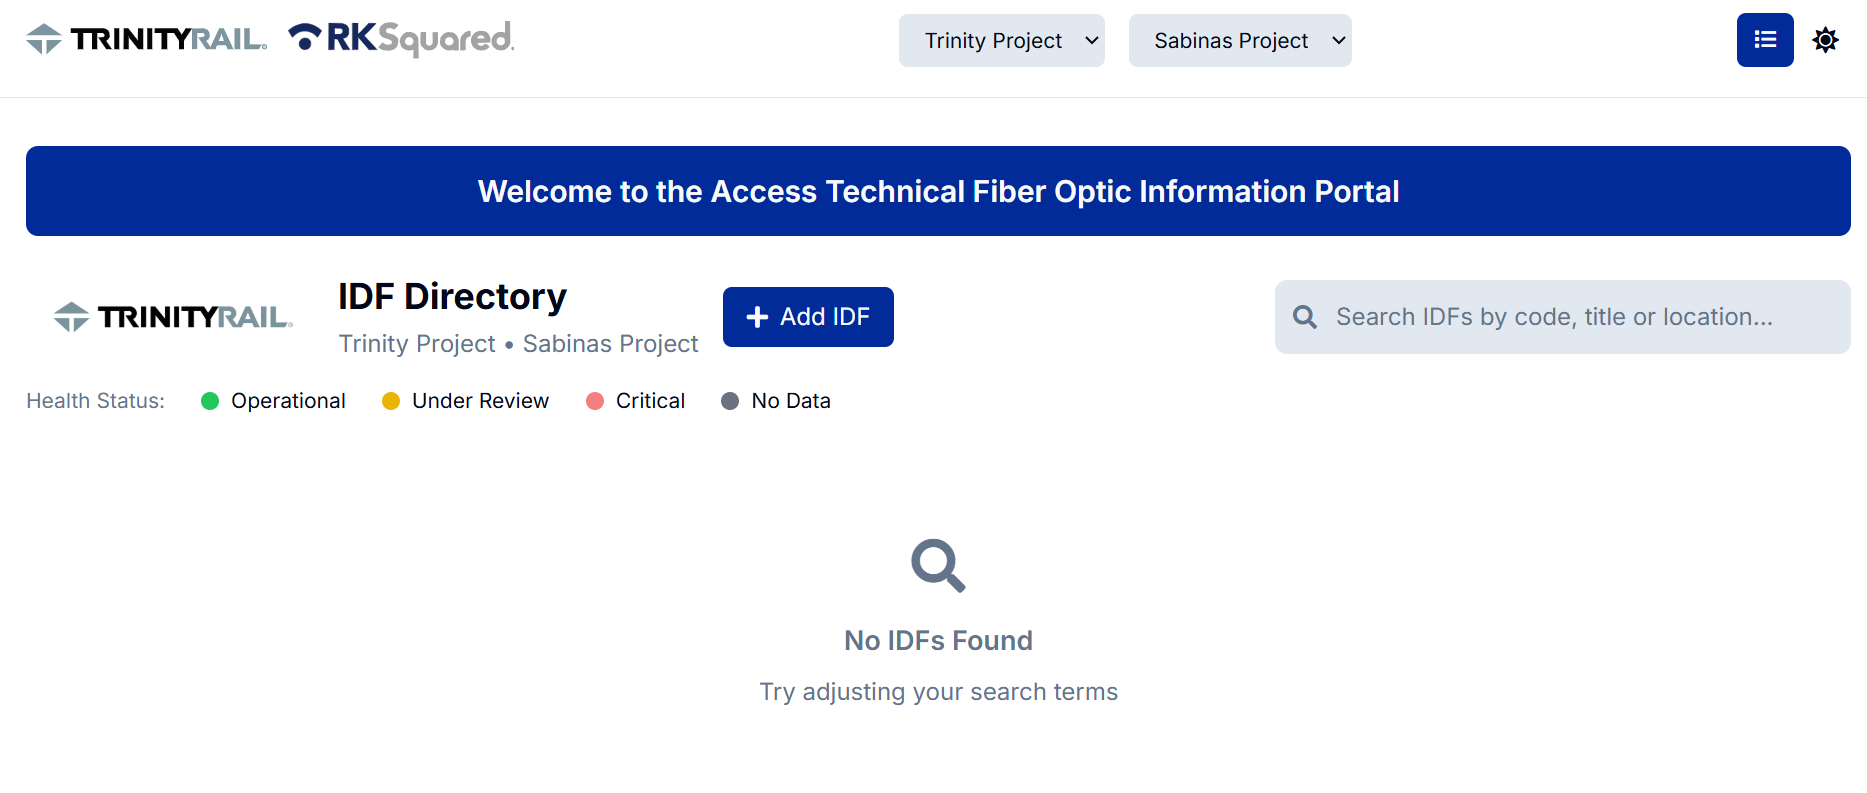 TRINITYRAIL® RKSquared.
Trinity Project Sabinas Project
Welcome to the Access Technical Fiber Optic Information Portal
TRINITYRAIL®
IDF Directory
Trinity Project • Sabinas Project
Add IDF
Search IDFs by code, title or location...
Health Status: Operational Under Review Critical No Data
No IDFs Found
Try adjusting your search terms